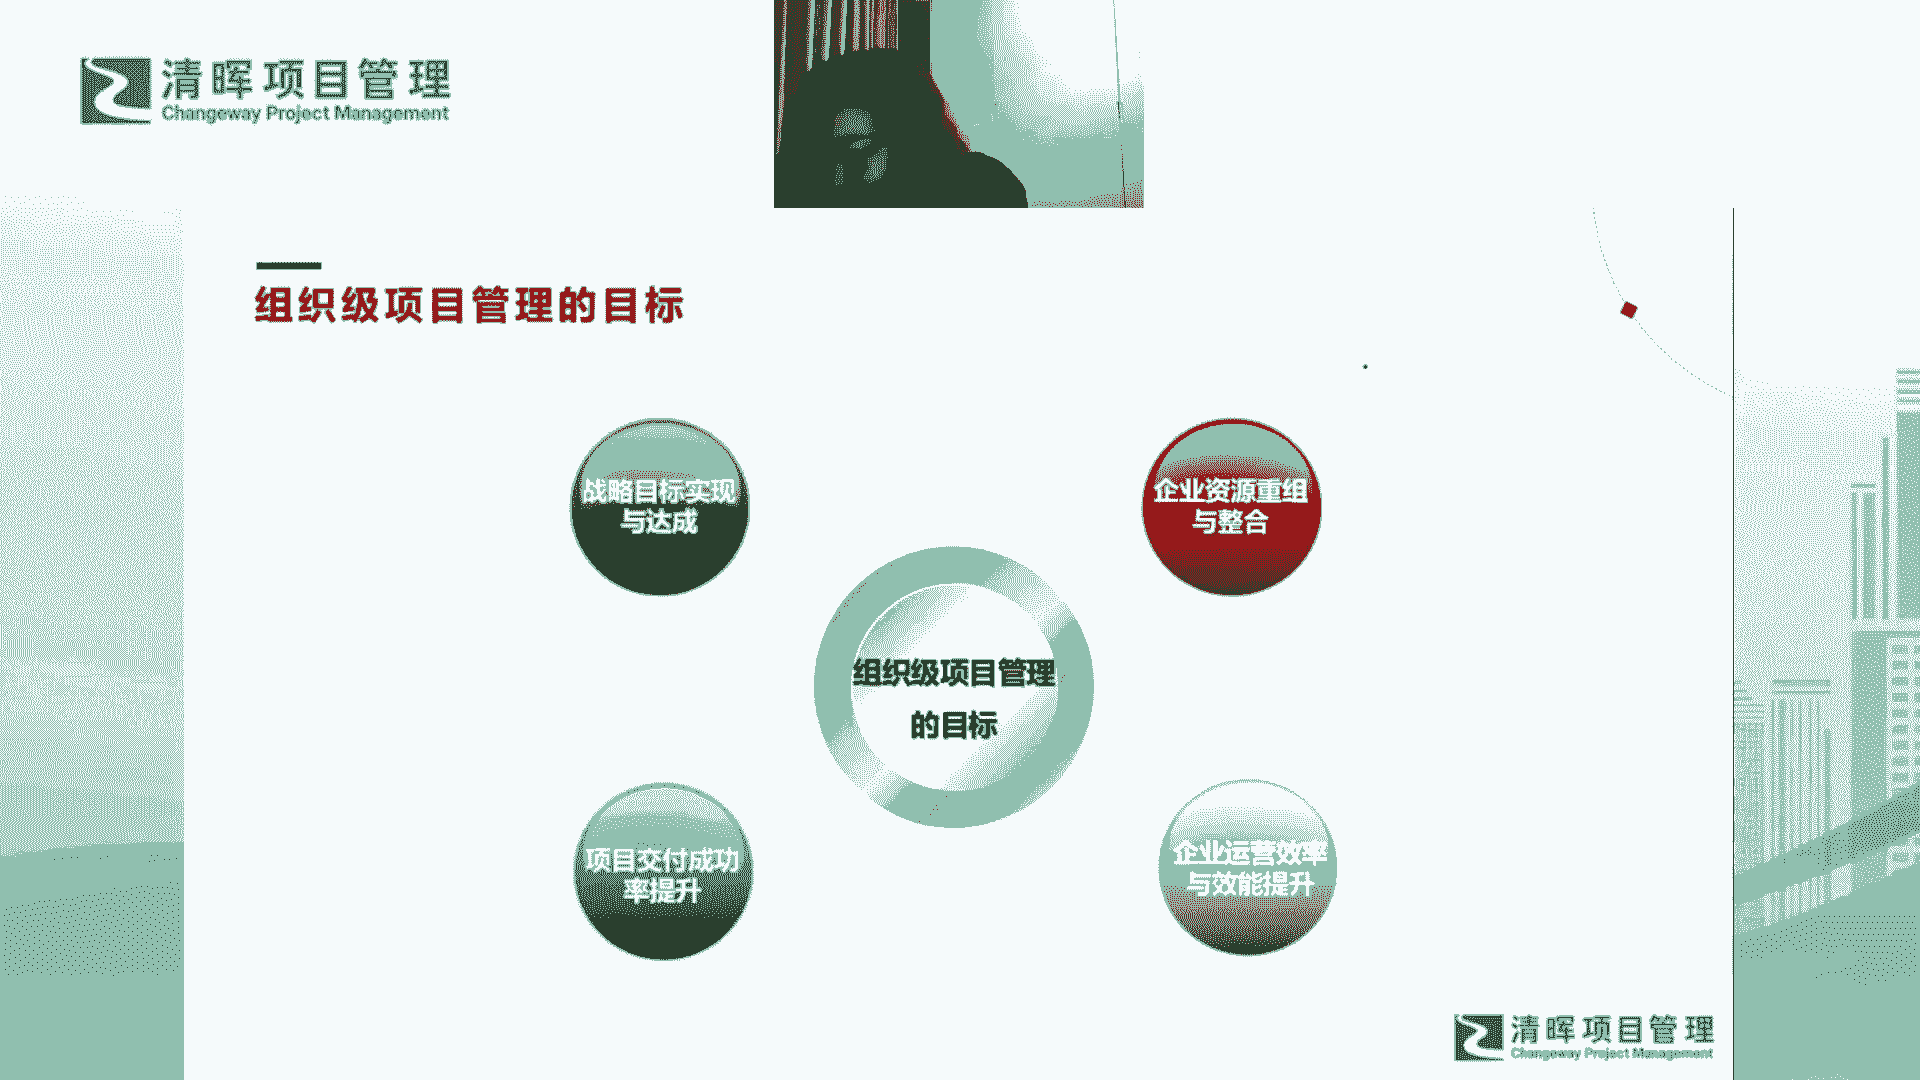 清晖项目管理
Changeway Project Management
组织级项目管理的目标
战略目标实现
与达成
企业资源重组
与整合
组织级项目管理
的目标
项目交付成功
率提升
企业运营效率
与效能提升
清晖项目管理
Changeway Project Management